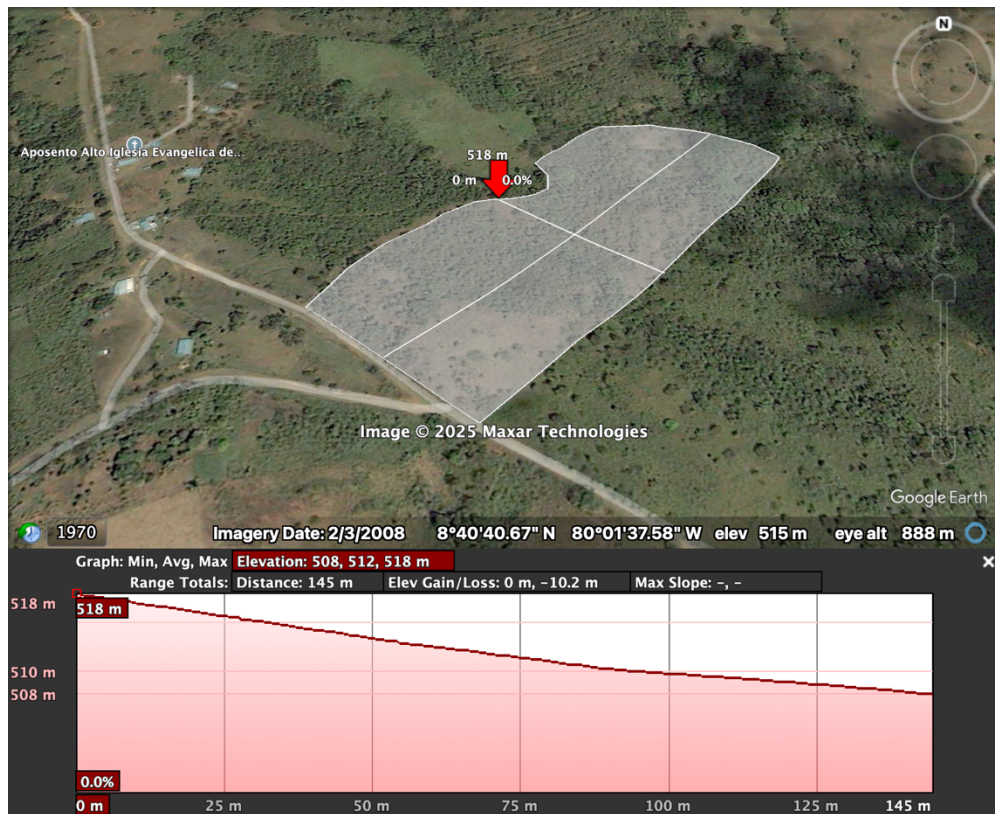 N
518 m
Aposento Alto Iglesia Evangelica de...
0 m 0.0%
Image © 2025 Maxar Technologies
Google Earth
1970 Imagery Date: 2/3/2008 8°40'40.67" N 80°01'37.58" W elev 515 m eye alt 888 m
Graph: Min, Avg, Max Elevation: 508, 512, 518 m
Range Totals: Distance: 145 m Elev Gain/Loss: 0 m, -10.2 m Max Slope: -, -
518 m
518 m
510 m
508 m
0.0%
0 m 25 m 50 m 75 m 100 m 125 m 145 m